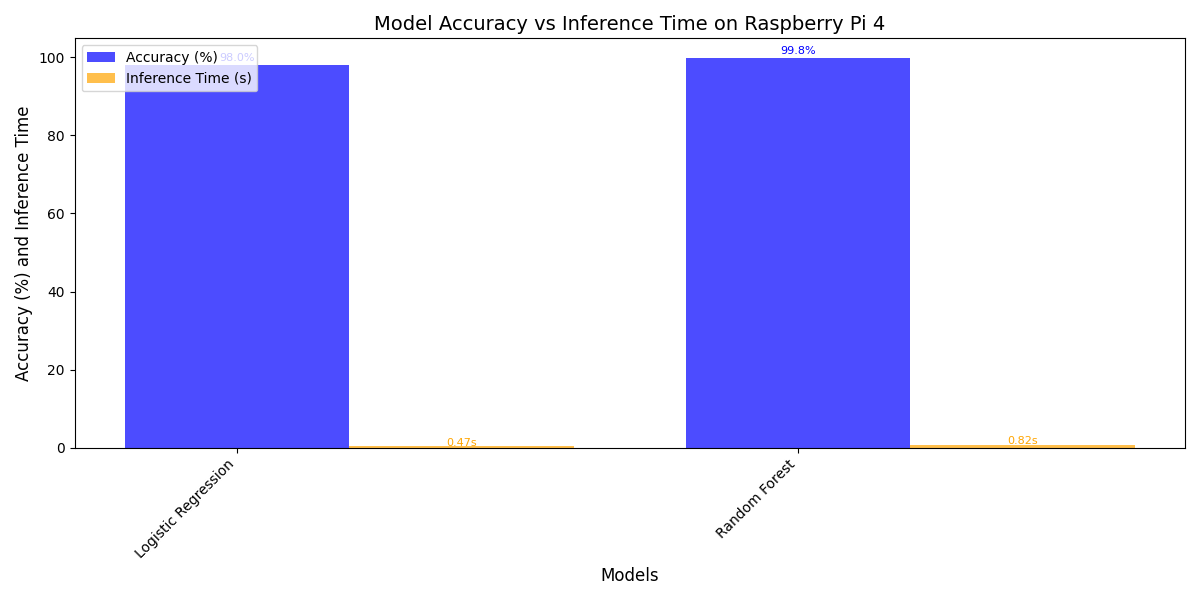 Model Accuracy vs Inference Time on Raspberry Pi 4
Accuracy (%)
Inference Time (s)
98.0%
99.8%
0.47s
0.82s
100
80
60
40
20
0
Accuracy (%) and Inference Time
Logistic Regression
Random Forest
Models